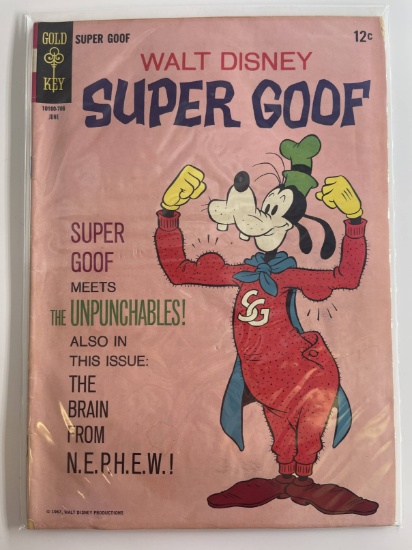 GOLD
KEY
SUPER GOOF
12c
JUNE
WALT DISNEY
SUPER GOOF
SUPER
GOOF
MEETS
THE UNPUNCHABLES!
ALSO IN
THIS ISSUE:
THE
BRAIN
FROM
N.E.P.H.E.W.!
SG
WALT DISNEY PRODUCTIONS